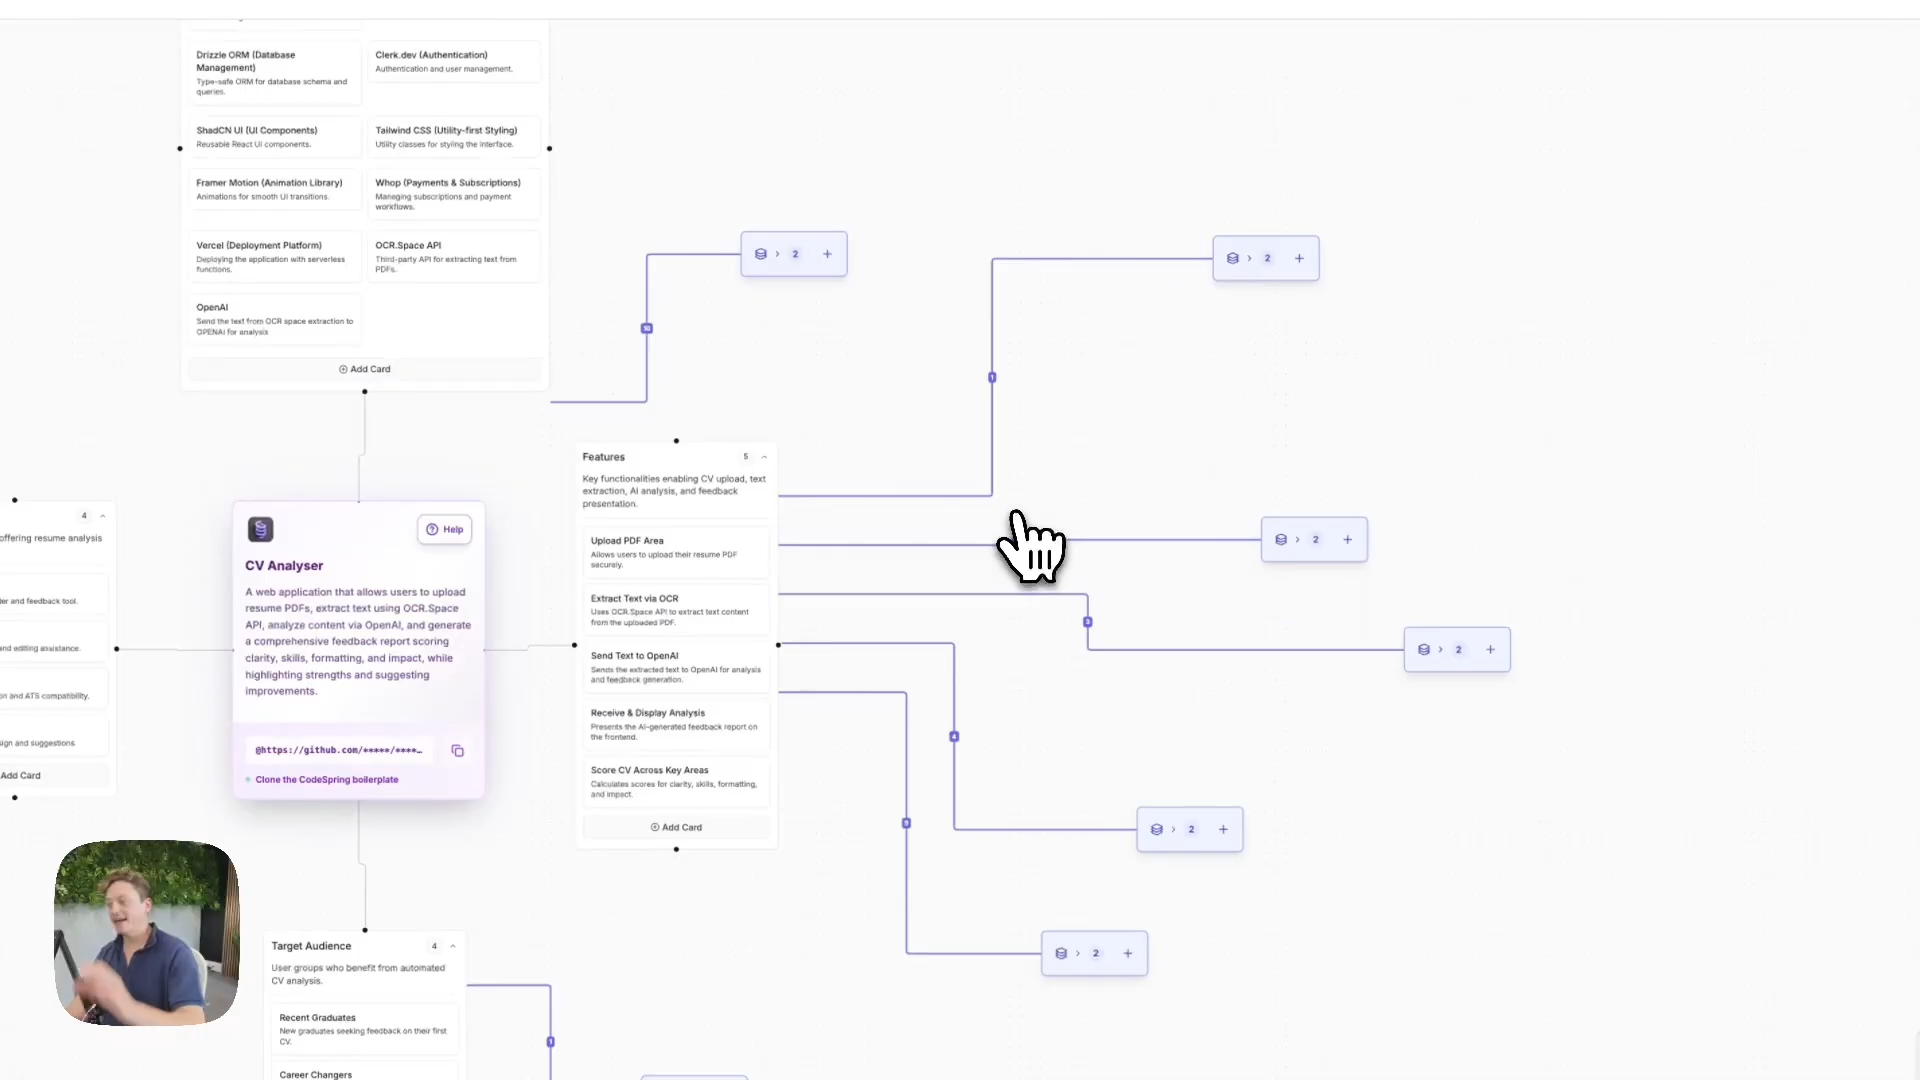 Drizzle ORM (Database
Management)
Type-safe ORM for database schema and
queries.
Clerk.dev (Authentication)
Authentication and user management.
ShadCN UI (UI Components)
Reusable React UI components.
Tailwind CSS (Utility-first Styling)
Utility classes for styling the interface.
Framer Motion (Animation Library)
Animations for smooth UI transitions.
Whop (Payments & Subscriptions)
Maneging subscriptions and payment
workflows.
Vercel (Deployment Platform)
Deploying the application with serverless
functions.
OCR.Space API
Third-party API for extracting text from
PDFs.
OpenAI
Send the text from OCR space extraction to
OPENAI for analysis
Add Card
10
2
1
2
4
offering resume analysis
er and feedback tool.
and editing assistance.
on and ATS compatibility.
sign and suggestions
Add Card
Help
CV Analyser
A web application that allows users to upload
resume PDFs, extract text using OCR.Space
API, analyze content via OpenAI, and generate
a comprehensive feedback report scoring
clarity, skills, formatting, and impact, while
highlighting strengths and suggesting
improvements.
@https://github.com/*****/****…
Clone the CodeSpring boilerplate
Features
5
Key functionalities enabling CV upload, text
extraction, AI analysis, and feedback
presentation.
Upload PDF Area
Allows users to upload their resume PDF
securely.
Extract Text via OCR
Uses OCR.Space API to extract text content
from the uploaded PDF.
Send Text to OpenAI
Sends the extracted text to OpenAI for analysis
and feedback generation.
Receive & Display Analysis
Presents the AI-generated feedback report on
the frontend.
Score CV Across Key Areas
Calculates scores for clarity, skills, formatting,
and impact.
Add Card
2
3
2
4
2
2
Target Audience
4
User groups who benefit from automated
CV analysis.
Recent Graduates
New graduates seeking feedback on their first
CV.
Career Changers
1